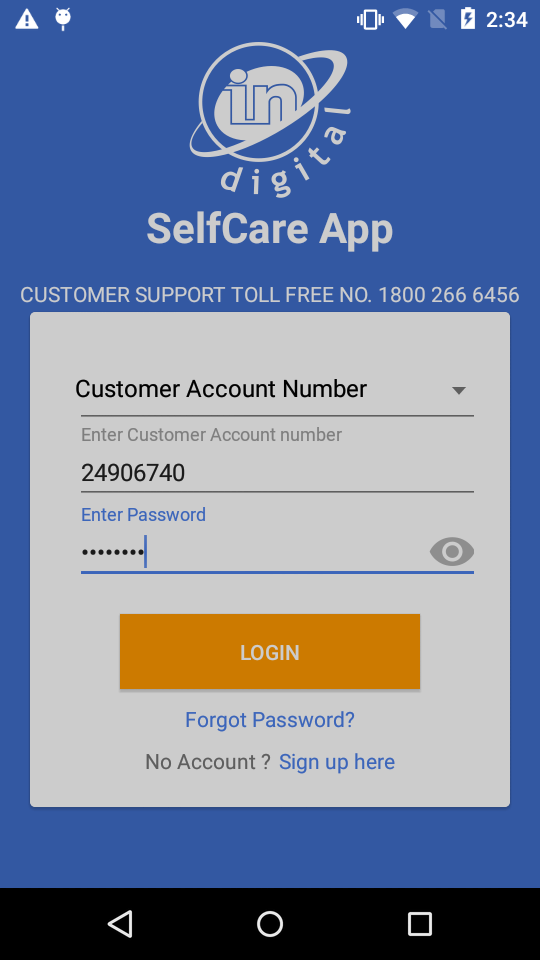 2:34
in
digital
SelfCare App
CUSTOMER SUPPORT TOLL FREE NO. 1800 266 6456
Customer Account Number
Enter Customer Account number
24906740
Enter Password
••••••••
LOGIN
Forgot Password?
No Account ? Sign up here